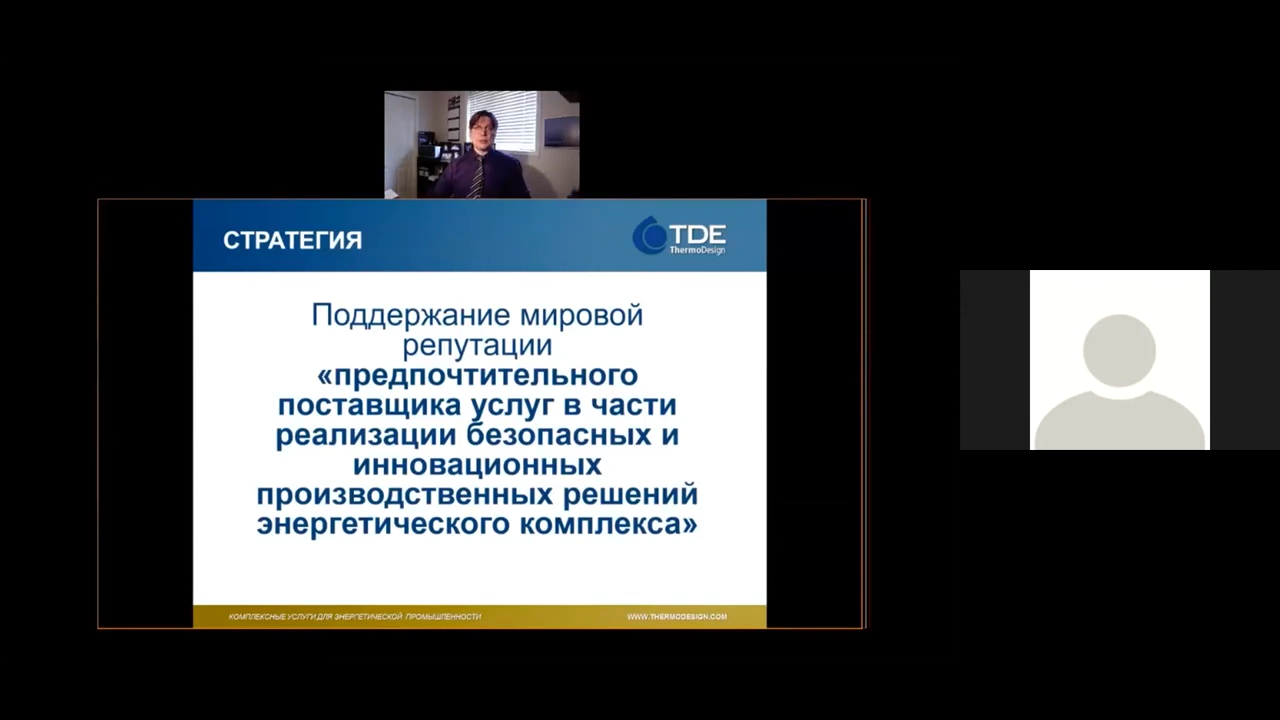 СТРАТЕГИЯ
TDE
ThermoDesign
Поддержание мировой
репутации
«предпочтительного
поставщика услуг в части
реализации безопасных и
инновационных
производственных решений
энергетического комплекса»
КОМПЛЕКСНЫЕ УСЛУГИ ДЛЯ ЭНЕРГЕТИЧЕСКОЙ ПРОМЫШЛЕННОСТИ
WWW.THERMODESIGN.COM